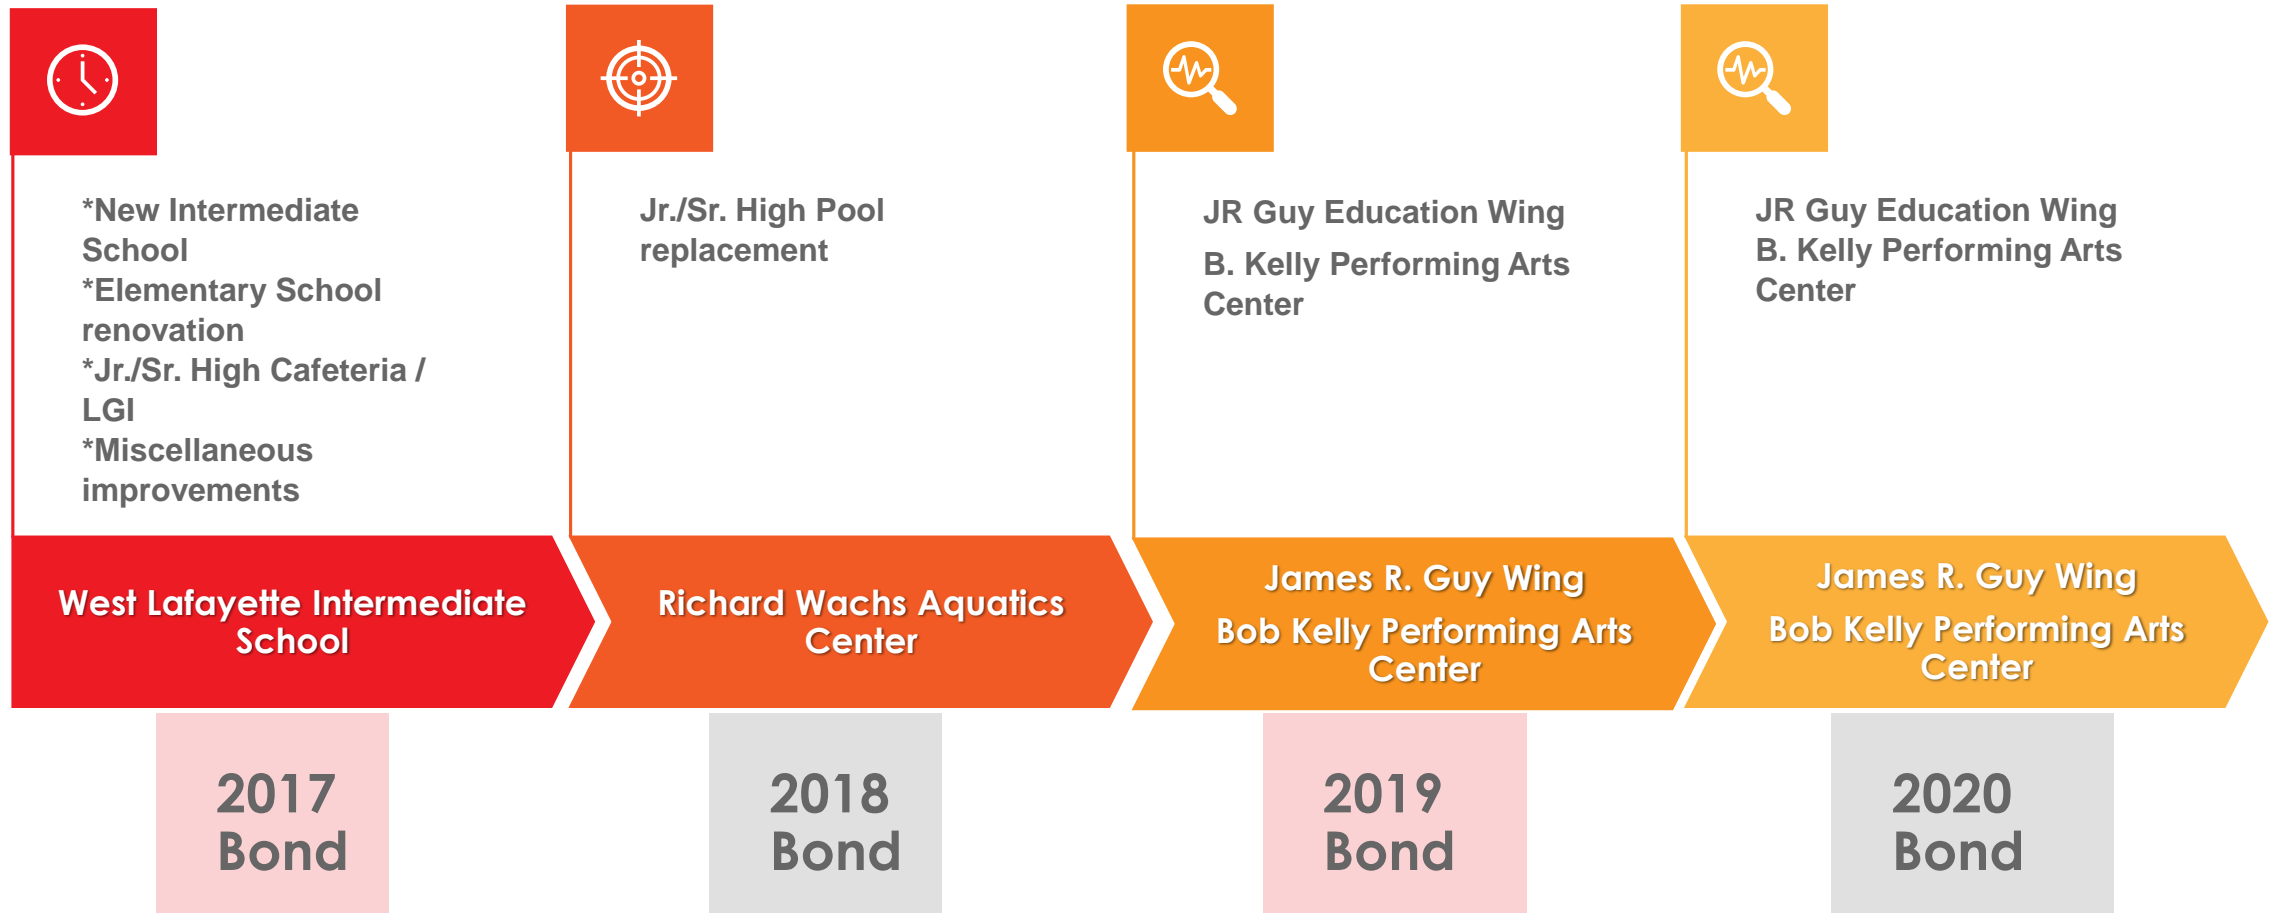 *New Intermediate
School
*Elementary School
renovation
*Jr./Sr. High Cafeteria /
LGI
*Miscellaneous
improvements
West Lafayette Intermediate
School
2017
Bond
Jr./Sr. High Pool
replacement
Richard Wachs Aquatics
Center
2018
Bond
JR Guy Education Wing
B. Kelly Performing Arts
Center
James R. Guy Wing
Bob Kelly Performing Arts
Center
2019
Bond
JR Guy Education Wing
B. Kelly Performing Arts
Center
James R. Guy Wing
Bob Kelly Performing Arts
Center
2020
Bond